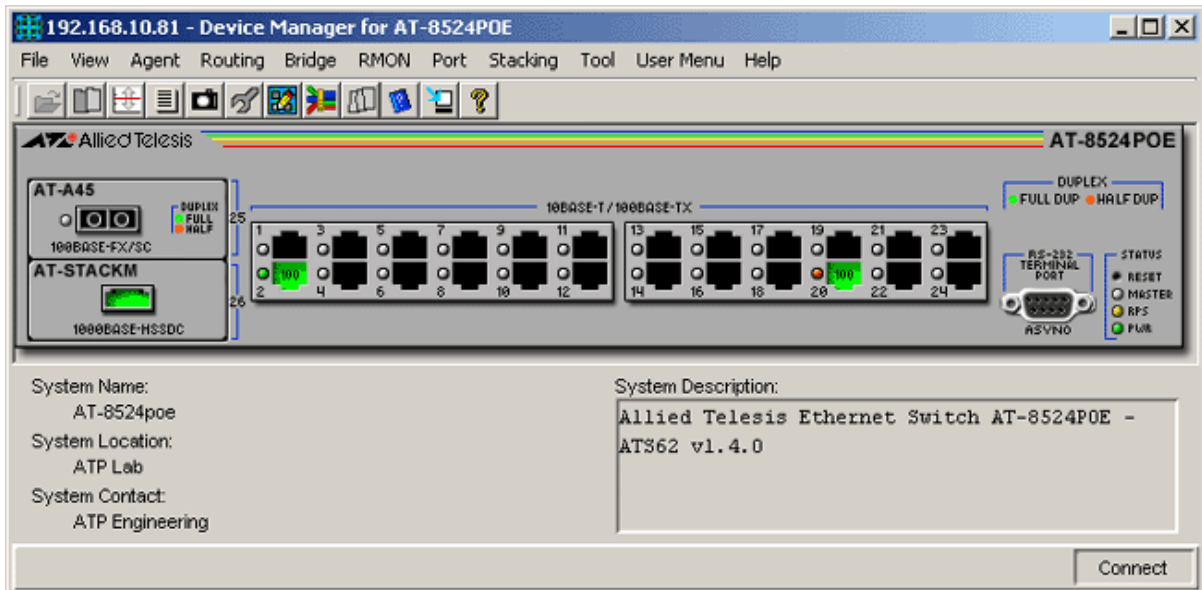 192.168.10.81 - Device Manager for AT-8524POE
File View Agent Routing Bridge RMON Port Stacking Tool User Menu Help
Allied Telesis
AT-8524POE
AT-A45
DUPLEX
FULL
HALF
100BASE-FX/SC
25
AT-STACKM
1000BASE-HSSDC
26
10BASE-T/100BASE-TX
1 3 5 7 9 11 13 15 17 19 21 23
100 100
2 4 6 8 10 12 14 16 18 20 22 24
DUPLEX
FULL DUP HALF DUP
RS-232
TERMINAL
PORT
ASYNO
STATUS
RESET
MASTER
RPS
PWR
System Name:
AT-8524poe
System Location:
ATP Lab
System Contact:
ATP Engineering
System Description:
Allied Telesis Ethernet Switch AT-8524POE -
ATS62 v1.4.0
Connect